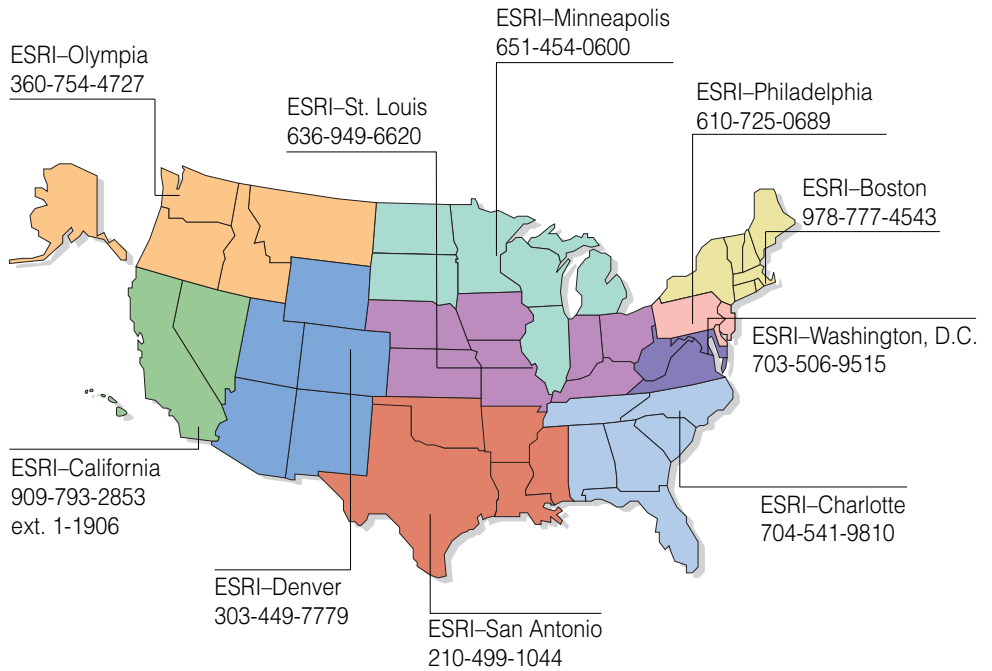 ESRI–Minneapolis
651-454-0600
ESRI–Olympia
360-754-4727
ESRI–St. Louis
636-949-6620
ESRI–Philadelphia
610-725-0689
ESRI–Boston
978-777-4543
ESRI–Washington, D.C.
703-506-9515
ESRI–California
909-793-2853
ext. 1-1906
ESRI–Charlotte
704-541-9810
ESRI–Denver
303-449-7779
ESRI–San Antonio
210-499-1044